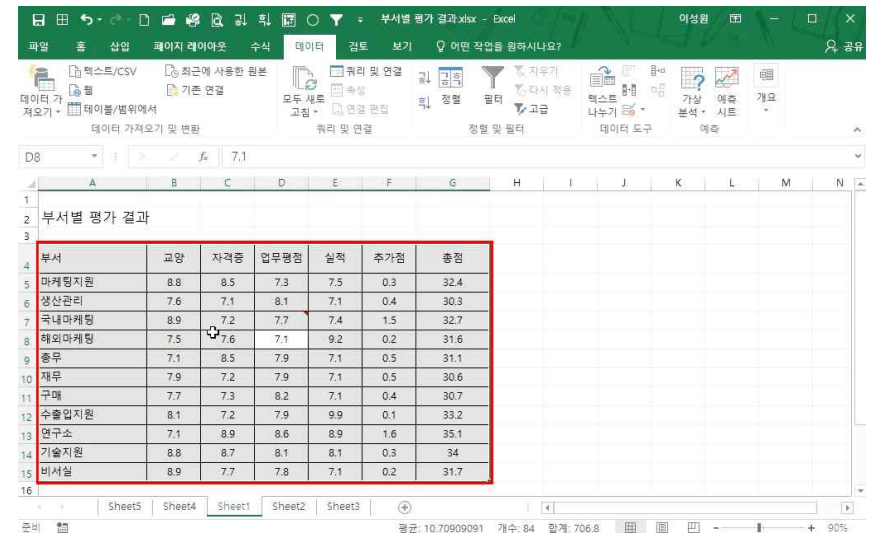 부서별 평가 결과.xlsx - Excel 이성원
파일 홈 삽입 페이지 레이아웃 수식 데이터 검토 보기 어떤 작업을 원하시나요? 공유
텍스트/CSV 최근에 사용한 원본
웹 기존 연결
테이블/범위에서
데이터 가져오기
모두 새로 고침
쿼리 및 연결
속성
연결 편집
정렬 필터
지우기
다시 적용
고급
텍스트 나누기
가상 분석
예측 시트
개요
데이터 가져오기 및 변환 쿼리 및 연결 정렬 및 필터 데이터 도구 예측
D8 fx 7.1
A B C D E F G H I J K L M N
1
2 부서별 평가 결과
3
4 부서 교양 자격증 업무평점 실적 추가점 총점
5 마케팅지원 8.8 8.5 7.3 7.5 0.3 32.4
6 생산관리 7.6 7.1 8.1 7.1 0.4 30.3
7 국내마케팅 8.9 7.2 7.7 7.4 1.5 32.7
8 해외마케팅 7.5 7.6 7.1 9.2 0.2 31.6
9 총무 7.1 8.5 7.9 7.1 0.5 31.1
10 재무 7.9 7.2 7.9 7.1 0.5 30.6
11 구매 7.7 7.3 8.2 7.1 0.4 30.7
12 수출입지원 8.1 7.2 7.9 9.9 0.1 33.2
13 연구소 7.1 8.9 8.6 8.9 1.6 35.1
14 기술지원 8.8 8.7 8.1 8.1 0.3 34
15 비서실 8.9 7.7 7.8 7.1 0.2 31.7
16
Sheet5 Sheet4 Sheet1 Sheet2 Sheet3
준비 평균: 10.70909091 개수: 84 합계: 706.8 90%